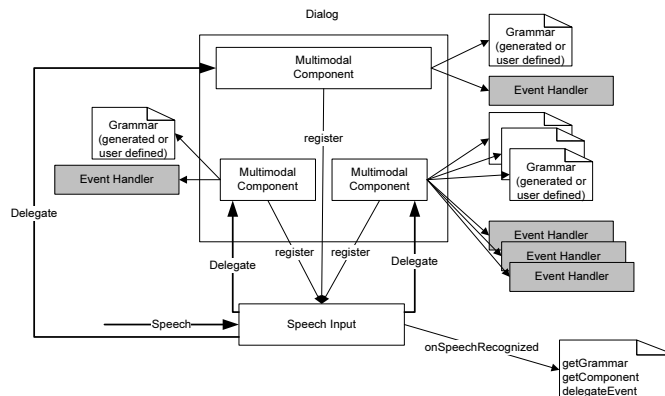 Dialog
Multimodal
Component
Grammar
(generated or
user defined)
Event Handler
register
Grammar
(generated or
user defined)
Event Handler
Multimodal
Component
Multimodal
Component
Grammar
(generated or
user defined)
Delegate
Event Handler
Event Handler
Event Handler
register
register
Delegate
Delegate
Speech
Speech Input
onSpeechRecognized
getGrammar
getComponent
delegateEvent